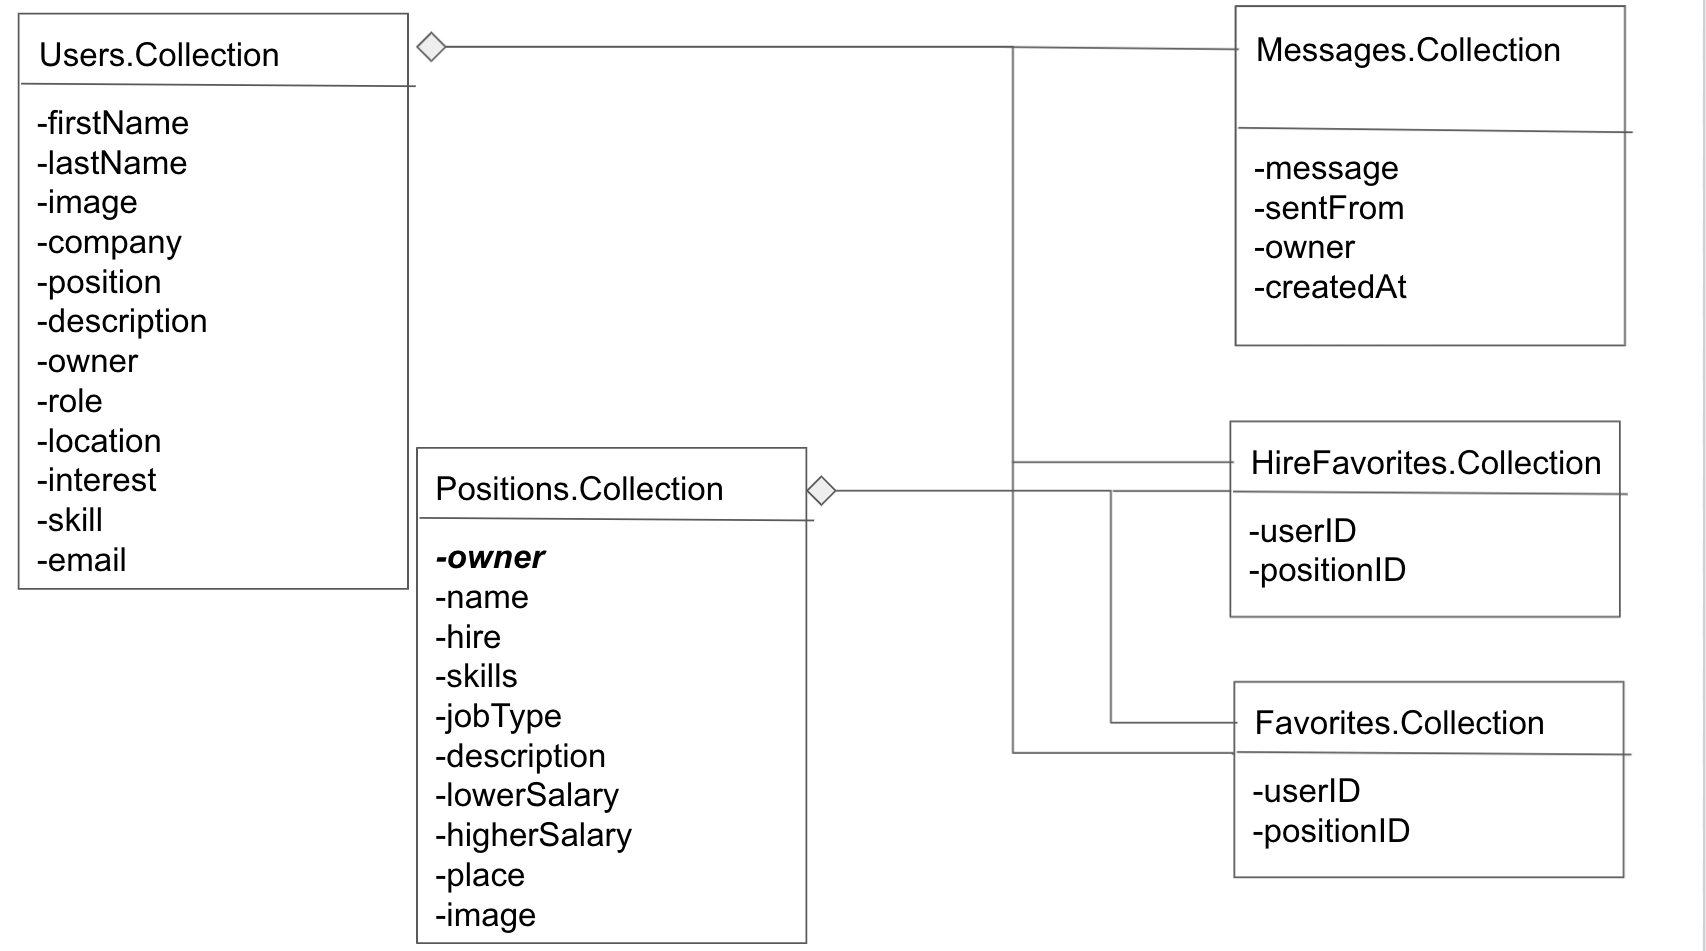 Users.Collection
-firstName
-lastName
-image
-company
-position
-description
-owner
-role
-location
-interest
-skill
-email
Positions.Collection
-owner
-name
-hire
-skills
-jobType
-description
-lowerSalary
-higherSalary
-place
-image
Messages.Collection
-message
-sentFrom
-owner
-createdAt
HireFavorites.Collection
-userID
-positionID
Favorites.Collection
-userID
-positionID